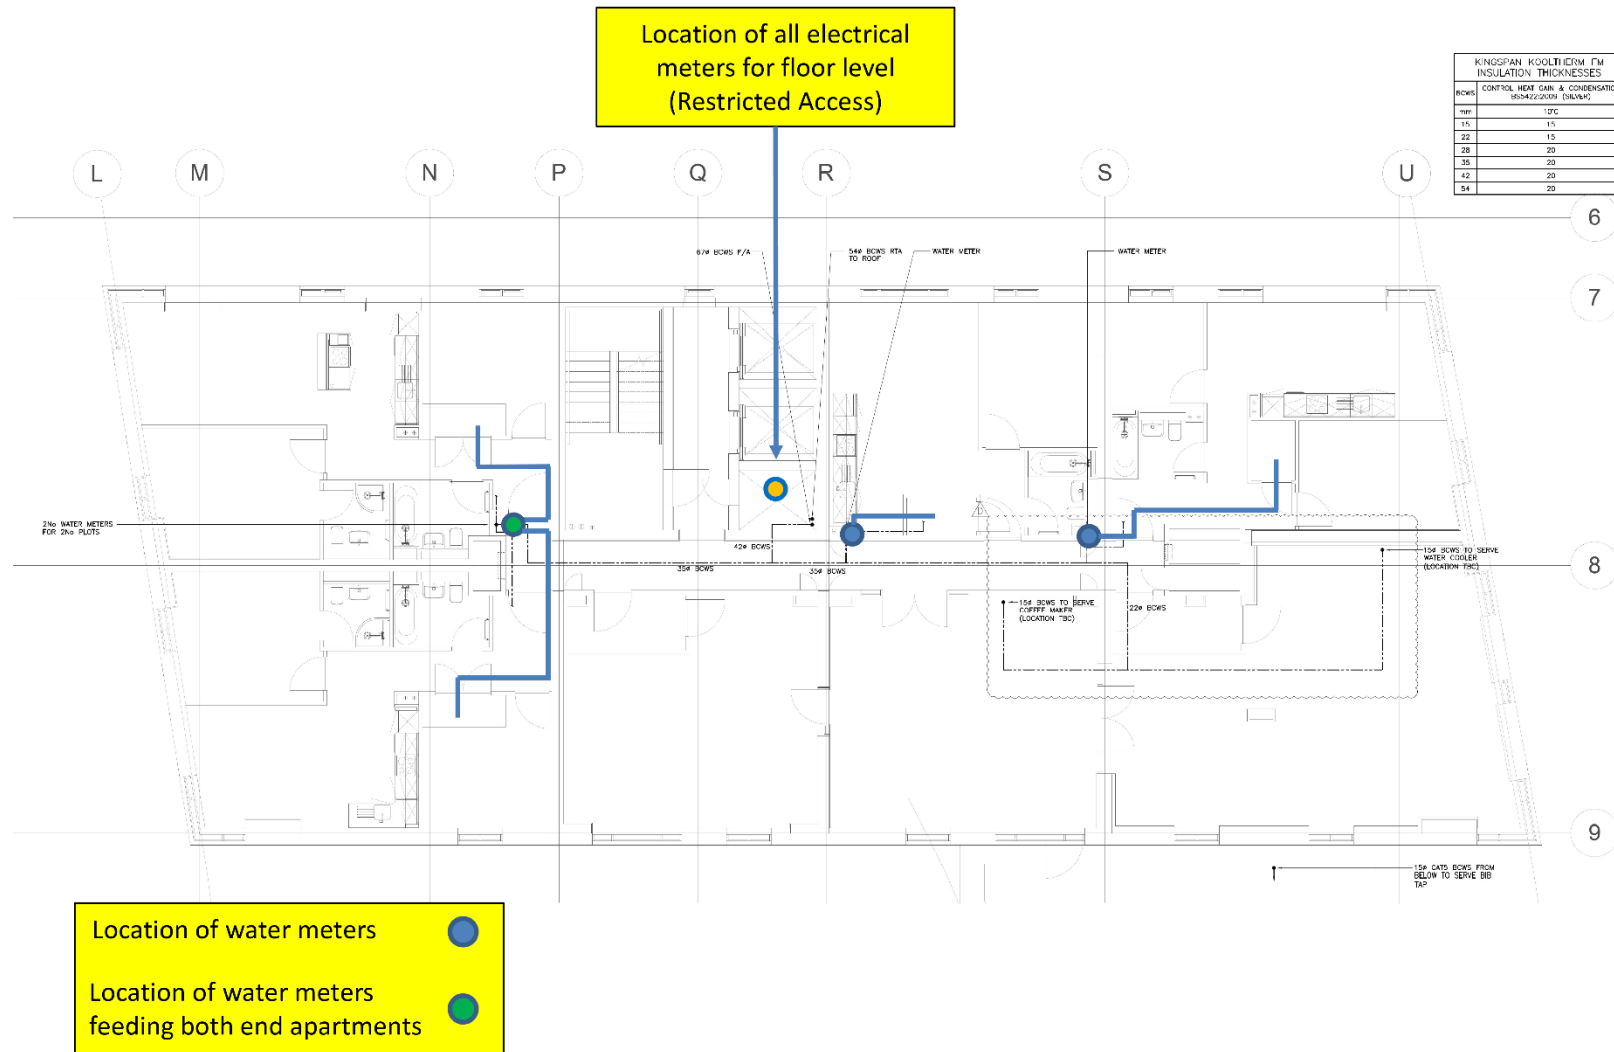 Location of all electrical
meters for floor level
(Restricted Access)
KINGSPAN KOOLTHERM FM
INSULATION THICKNESSES
BCWS
CONTROL HEAT GAIN & CONDENSATIO
BS5422:2009 (SILVER)
mm
10°C
15
15
22
15
28
20
35
20
42
20
54
20
L
M
N
P
Q
R
S
U
6
67ø BCWS F/A
54ø BCWS RTA
TO ROOF
WATER METER
WATER METER
7
2No WATER METERS
FOR 2No PLOTS
42ø BCWS
35ø BCWS
35ø BCWS
15ø BCWS TO SERVE
WATER COOLER
(LOCATION TBC)
8
15ø BCWS TO SERVE
COFFEE MAKER
(LOCATION TBC)
22ø BCWS
9
15ø CAT5 BCWS FROM
BELOW TO SERVE BIB
TAP
Location of water meters
Location of water meters
feeding both end apartments